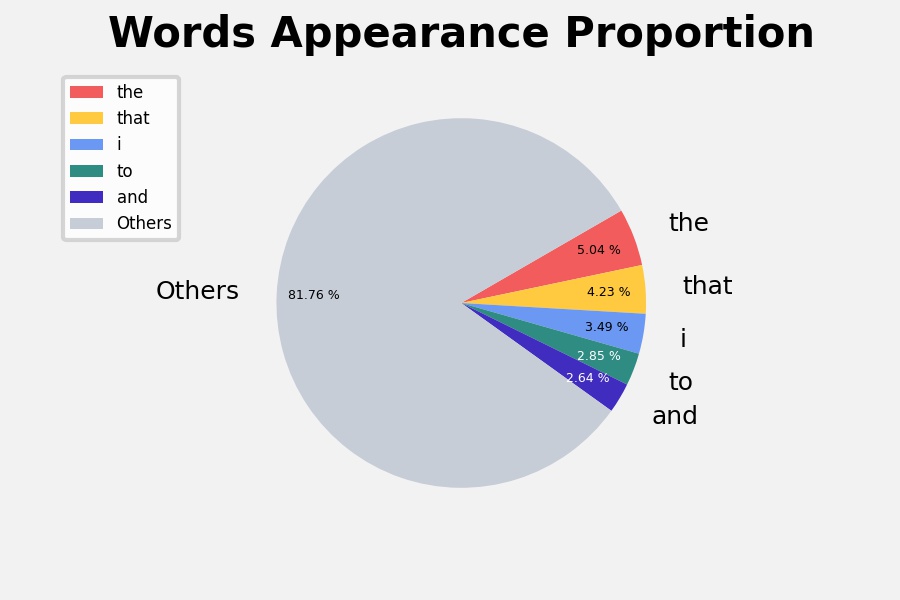 Words Appearance Proportion
the
that
i
to
and
Others
the
5.04 %
that
4.23 %
Others
81.76 %
3.49 %
i
2.85 %
to
2.64 %
and